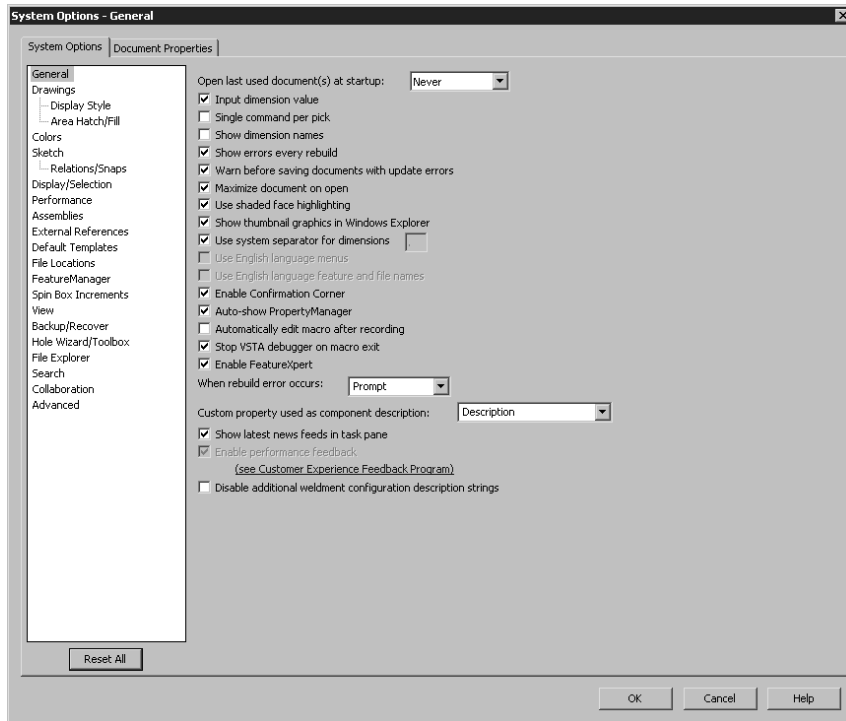 System Options - General
System Options
Document Properties
General
Drawings
Display Style
Area Hatch/Fill
Colors
Sketch
Relations/Snaps
Display/Selection
Performance
Assemblies
External References
Default Templates
File Locations
FeatureManager
Spin Box Increments
View
Backup/Recover
Hole Wizard/Toolbox
File Explorer
Search
Collaboration
Advanced
Reset All
Open last used document(s) at startup: Never
Input dimension value
Single command per pick
Show dimension names
Show errors every rebuild
Warn before saving documents with update errors
Maximize document on open
Use shaded face highlighting
Show thumbnail graphics in Windows Explorer
Use system separator for dimensions .
Use English language menus
Use English language feature and file names
Enable Confirmation Corner
Auto-show PropertyManager
Automatically edit macro after recording
Stop VSTA debugger on macro exit
Enable FeatureXpert
When rebuild error occurs: Prompt
Custom property used as component description: Description
Show latest news feeds in task pane
Enable performance feedback
(see Customer Experience Feedback Program)
Disable additional weldment configuration description strings
OK
Cancel
Help